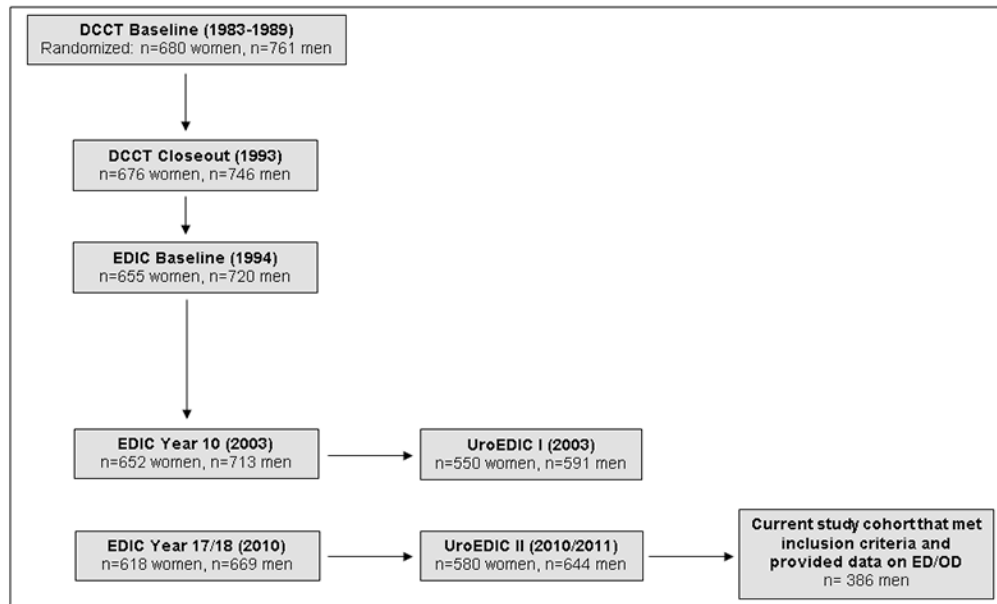 DCCT Baseline (1983-1989)
Randomized: n=680 women, n=761 men
DCCT Closeout (1993)
n=676 women, n=746 men
EDIC Baseline (1994)
n=655 women, n=720 men
EDIC Year 10 (2003)
n=652 women, n=713 men
UroEDIC I (2003)
n=550 women, n=591 men
EDIC Year 17/18 (2010)
n=618 women, n=669 men
UroEDIC II (2010/2011)
n=580 women, n=644 men
Current study cohort that met
inclusion criteria and
provided data on ED/OD
n= 386 men